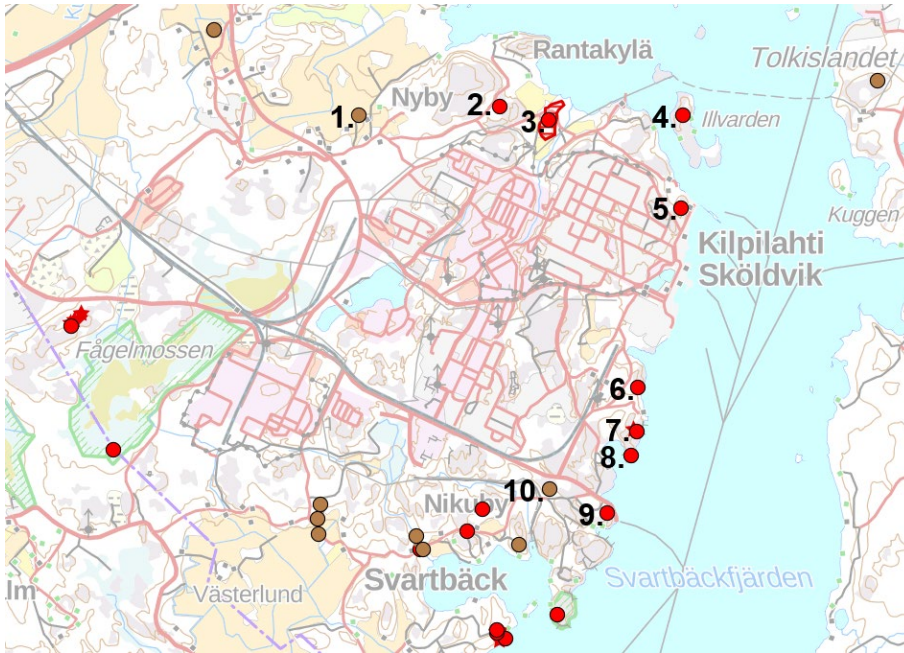 Ku
Rantakylä
Tolkislandet
Nyby
1.
2.
3.
4.
Illvarden
5.
Kuggen
Kilpilahti
Sköldvik
Fågelmossen
6.
7.
8.
10.
Nikuby
9.
Svartbäck
Svartbäckfjärden
Västerlund
lm